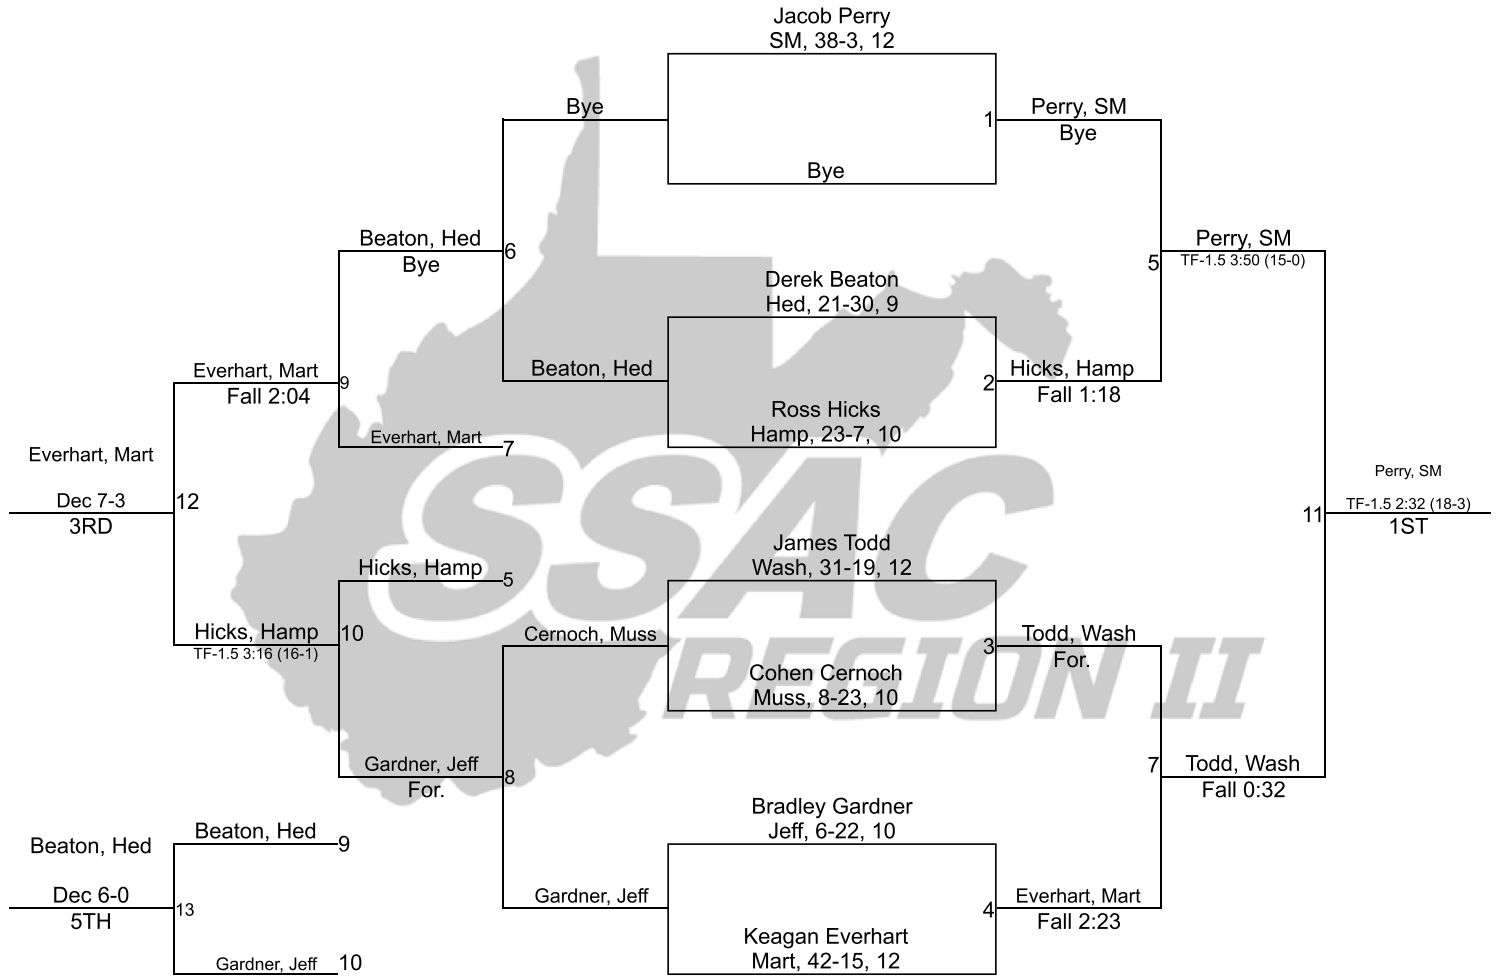 Jacob Perry
SM, 38-3, 12
Bye
1
Perry, SM
Bye
Bye
Beaton, Hed
Bye
6
Perry, SM
TF-1.5 3:50 (15-0)
5
Derek Beaton
Hed, 21-30, 9
Everhart, Mart
Fall 2:04
9
Beaton, Hed
2
Hicks, Hamp
Fall 1:18
Ross Hicks
Hamp, 23-7, 10
Everhart, Mart
7
Everhart, Mart
Dec 7-3
3RD
12
Perry, SM
TF-1.5 2:32 (18-3)
1ST
11
SSAC
REGION II
James Todd
Wash, 31-19, 12
Hicks, Hamp
5
Hicks, Hamp
TF-1.5 3:16 (16-1)
10
Cernoch, Muss
3
Todd, Wash
For.
Cohen Cernoch
Muss, 8-23, 10
Gardner, Jeff
For.
8
7
Todd, Wash
Fall 0:32
Bradley Gardner
Jeff, 6-22, 10
Beaton, Hed
9
Beaton, Hed
Dec 6-0
5TH
13
Gardner, Jeff
4
Everhart, Mart
Fall 2:23
Keagan Everhart
Mart, 42-15, 12
Gardner, Jeff
10